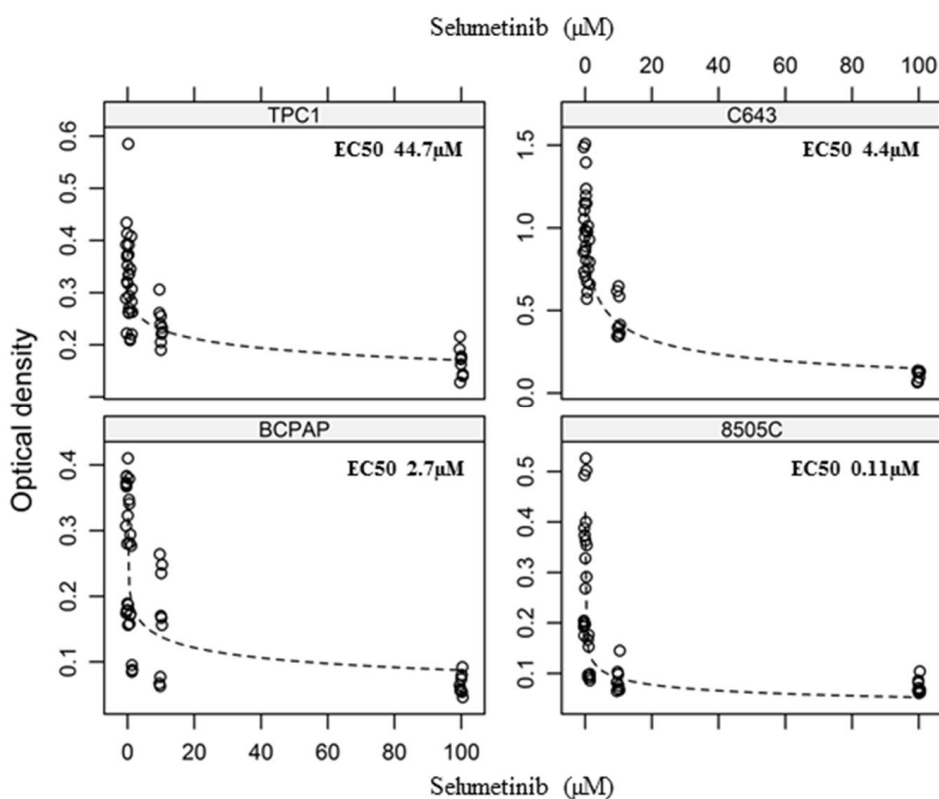 Selumetinib (μM)
0 20 40 60 80 100
TPC1
EC50 44.7μM
0.6
0.5
0.4
0.3
0.2
C643
EC50 4.4μM
1.5
1.0
0.5
0.0
Optical density
BCPAP
EC50 2.7μM
0.4
0.3
0.2
0.1
8505C
EC50 0.11μM
0.5
0.4
0.3
0.2
0.1
0 20 40 60 80 100
Selumetinib (μM)